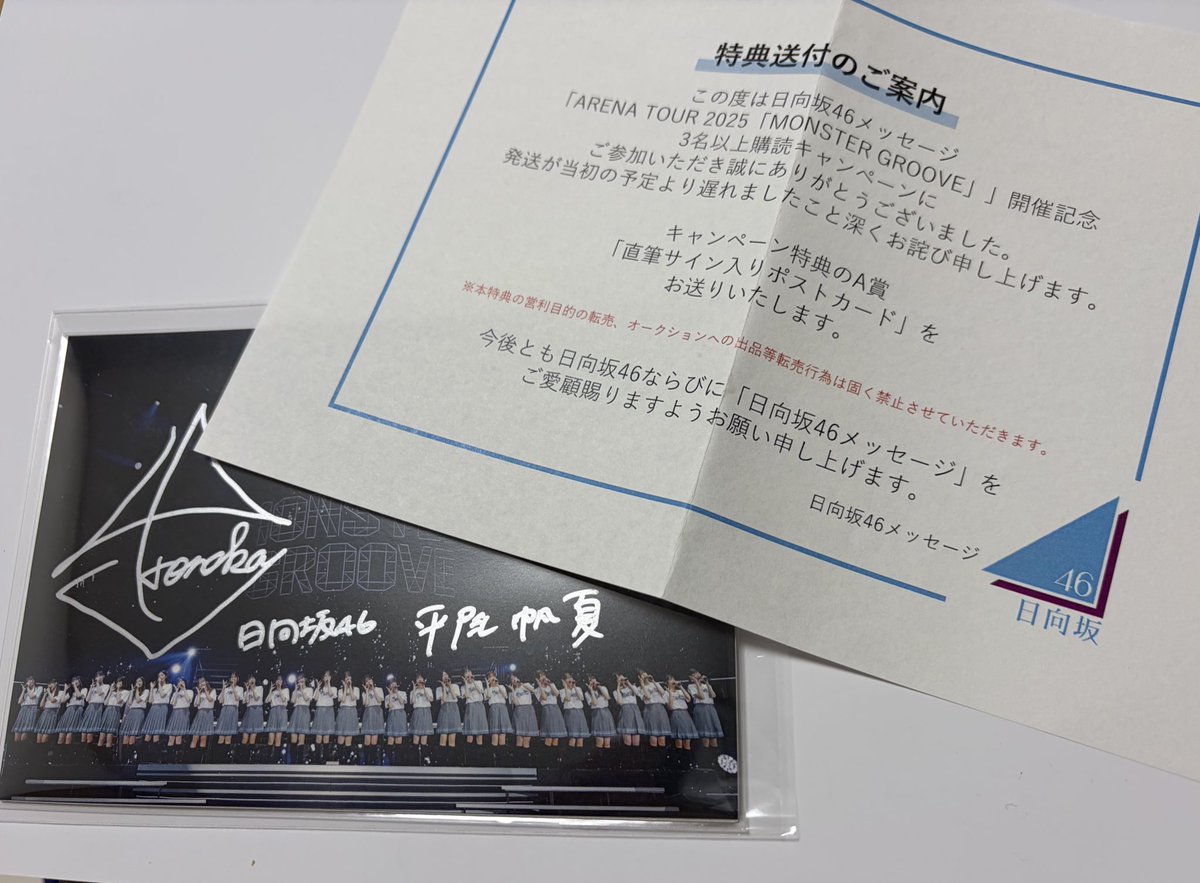 特典送付のご案内
この度は日向坂46メッセージ
「ARENA TOUR 2025「MONSTER GROOVE」」開催記念
3名以上購読キャンペーンに
ご参加いただき誠にありがとうございました。
発送が当初の予定より遅れましたこと深くお詫び申し上げます。
キャンペーン特典のA賞
「直筆サイン入りポストカード」を
お送りいたします。
※本特典の営利目的の転売、オークションへの出品等転売行為は固く禁止させていただきます。
今後とも日向坂46ならびに「日向坂46メッセージ」を
ご愛顧賜りますようお願い申し上げます。
日向坂46メッセージ
46
日向坂
MONST
GROOVE
Honoka
日向坂46 平尾帆夏